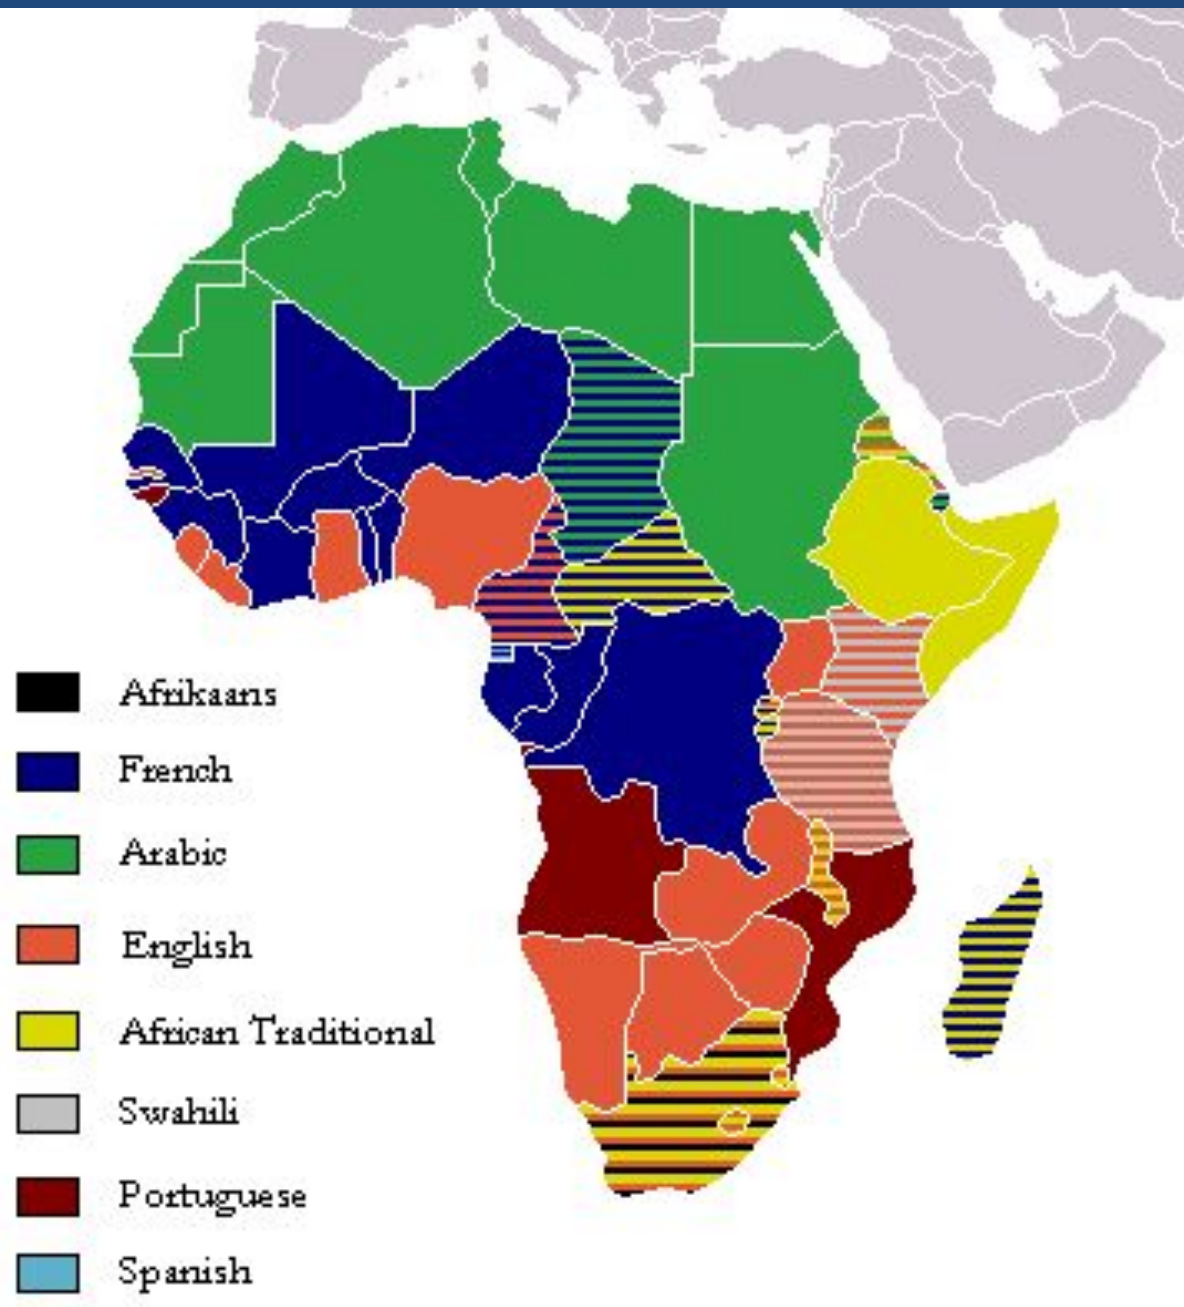 Afrikaans
French
Arabic
English
African Traditional
Swahili
Portuguese
Spanish